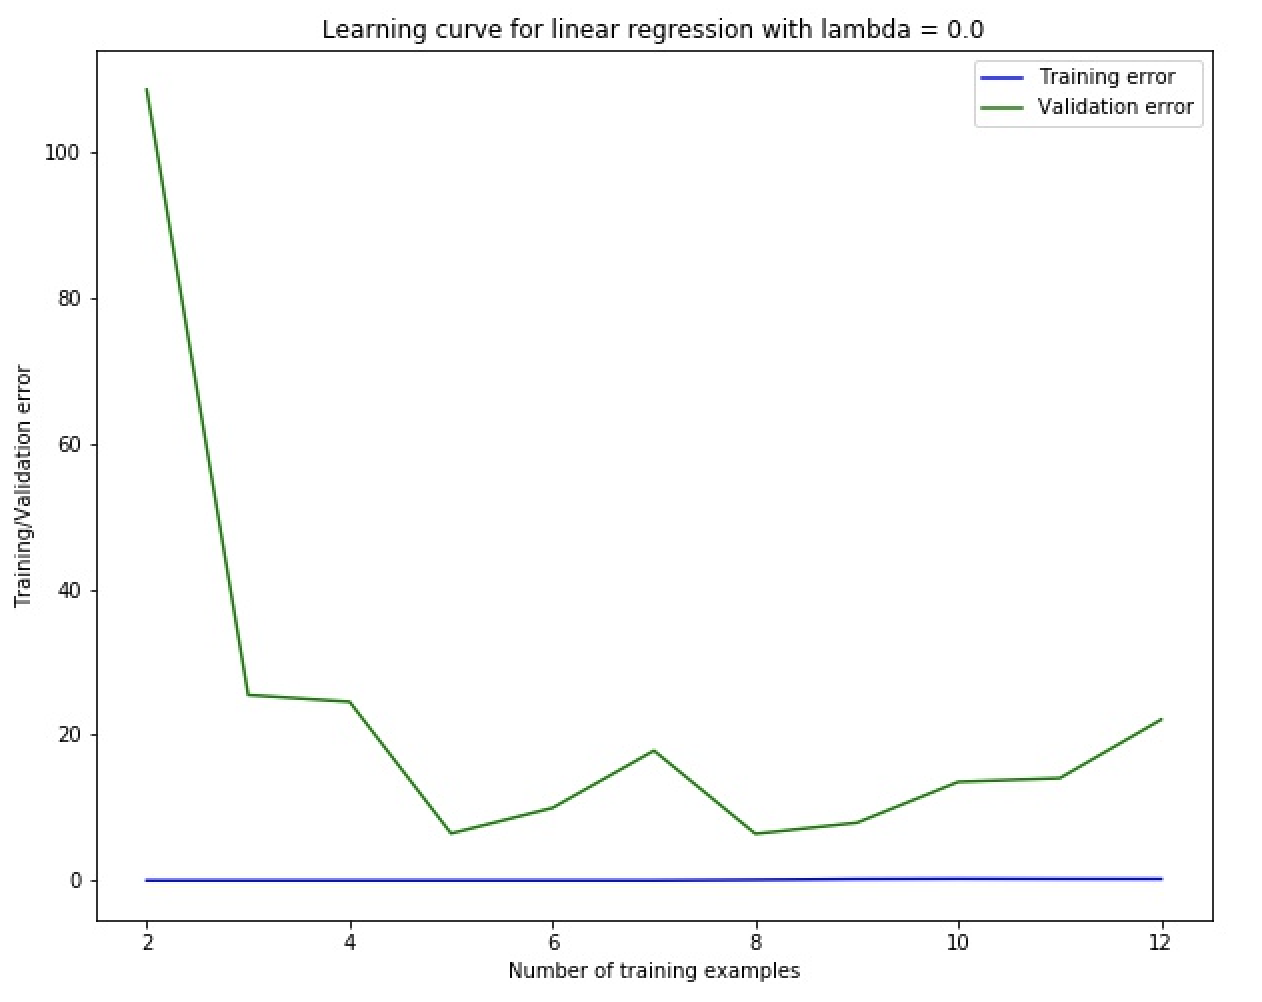 Learning curve for linear regression with lambda = 0.0
Training error
Validation error
100
80
60
40
20
0
Training/Validation error
2 4 6 8 10 12
Number of training examples